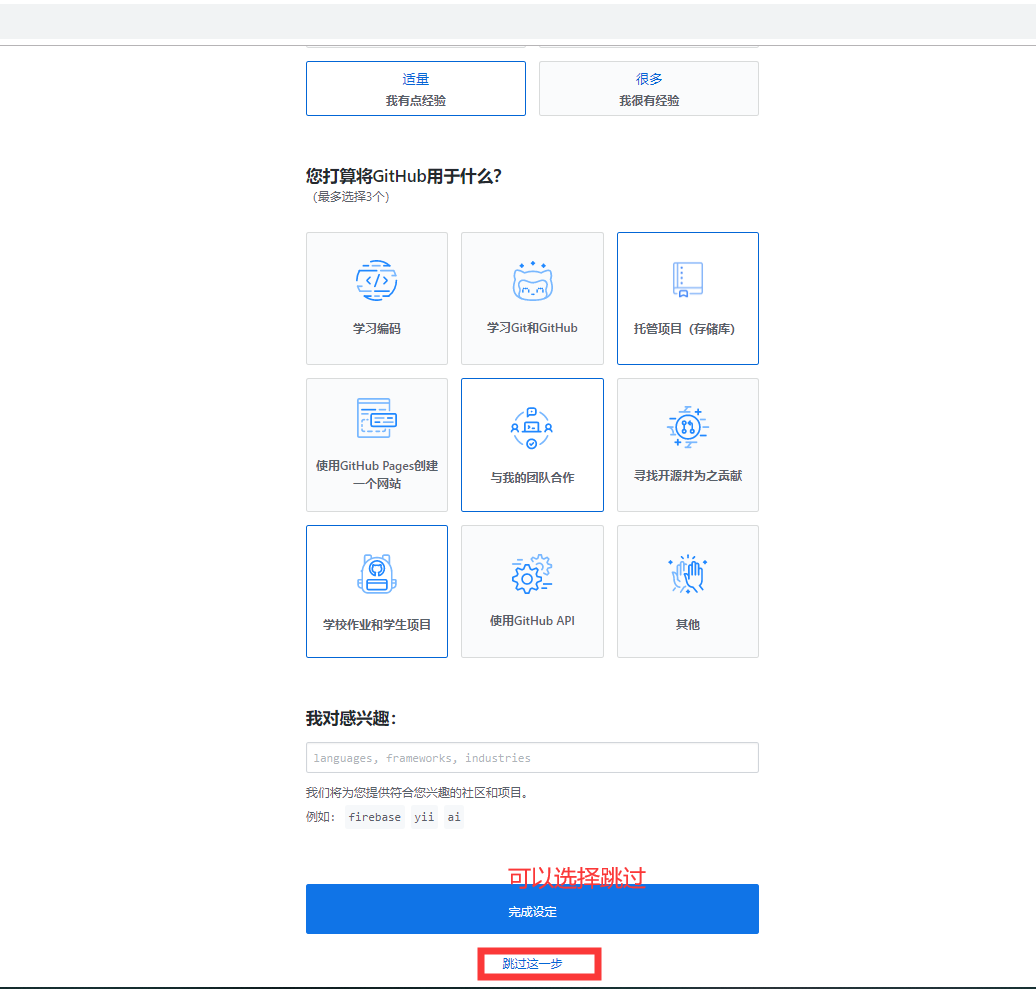 适量
我有点经验
很多
我很有经验
您打算将GitHub用于什么?
（最多选择3个）
学习编码
学习Git和GitHub
托管项目（存储库）
使用GitHub Pages创建
一个网站
与我的团队合作
寻找开源并为之贡献
学校作业和学生项目
使用GitHub API
其他
我对感兴趣：
languages, frameworks, industries
我们将为您提供符合您兴趣的社区和项目。
例如： firebase yii ai
可以选择跳过
完成设定
跳过这一步